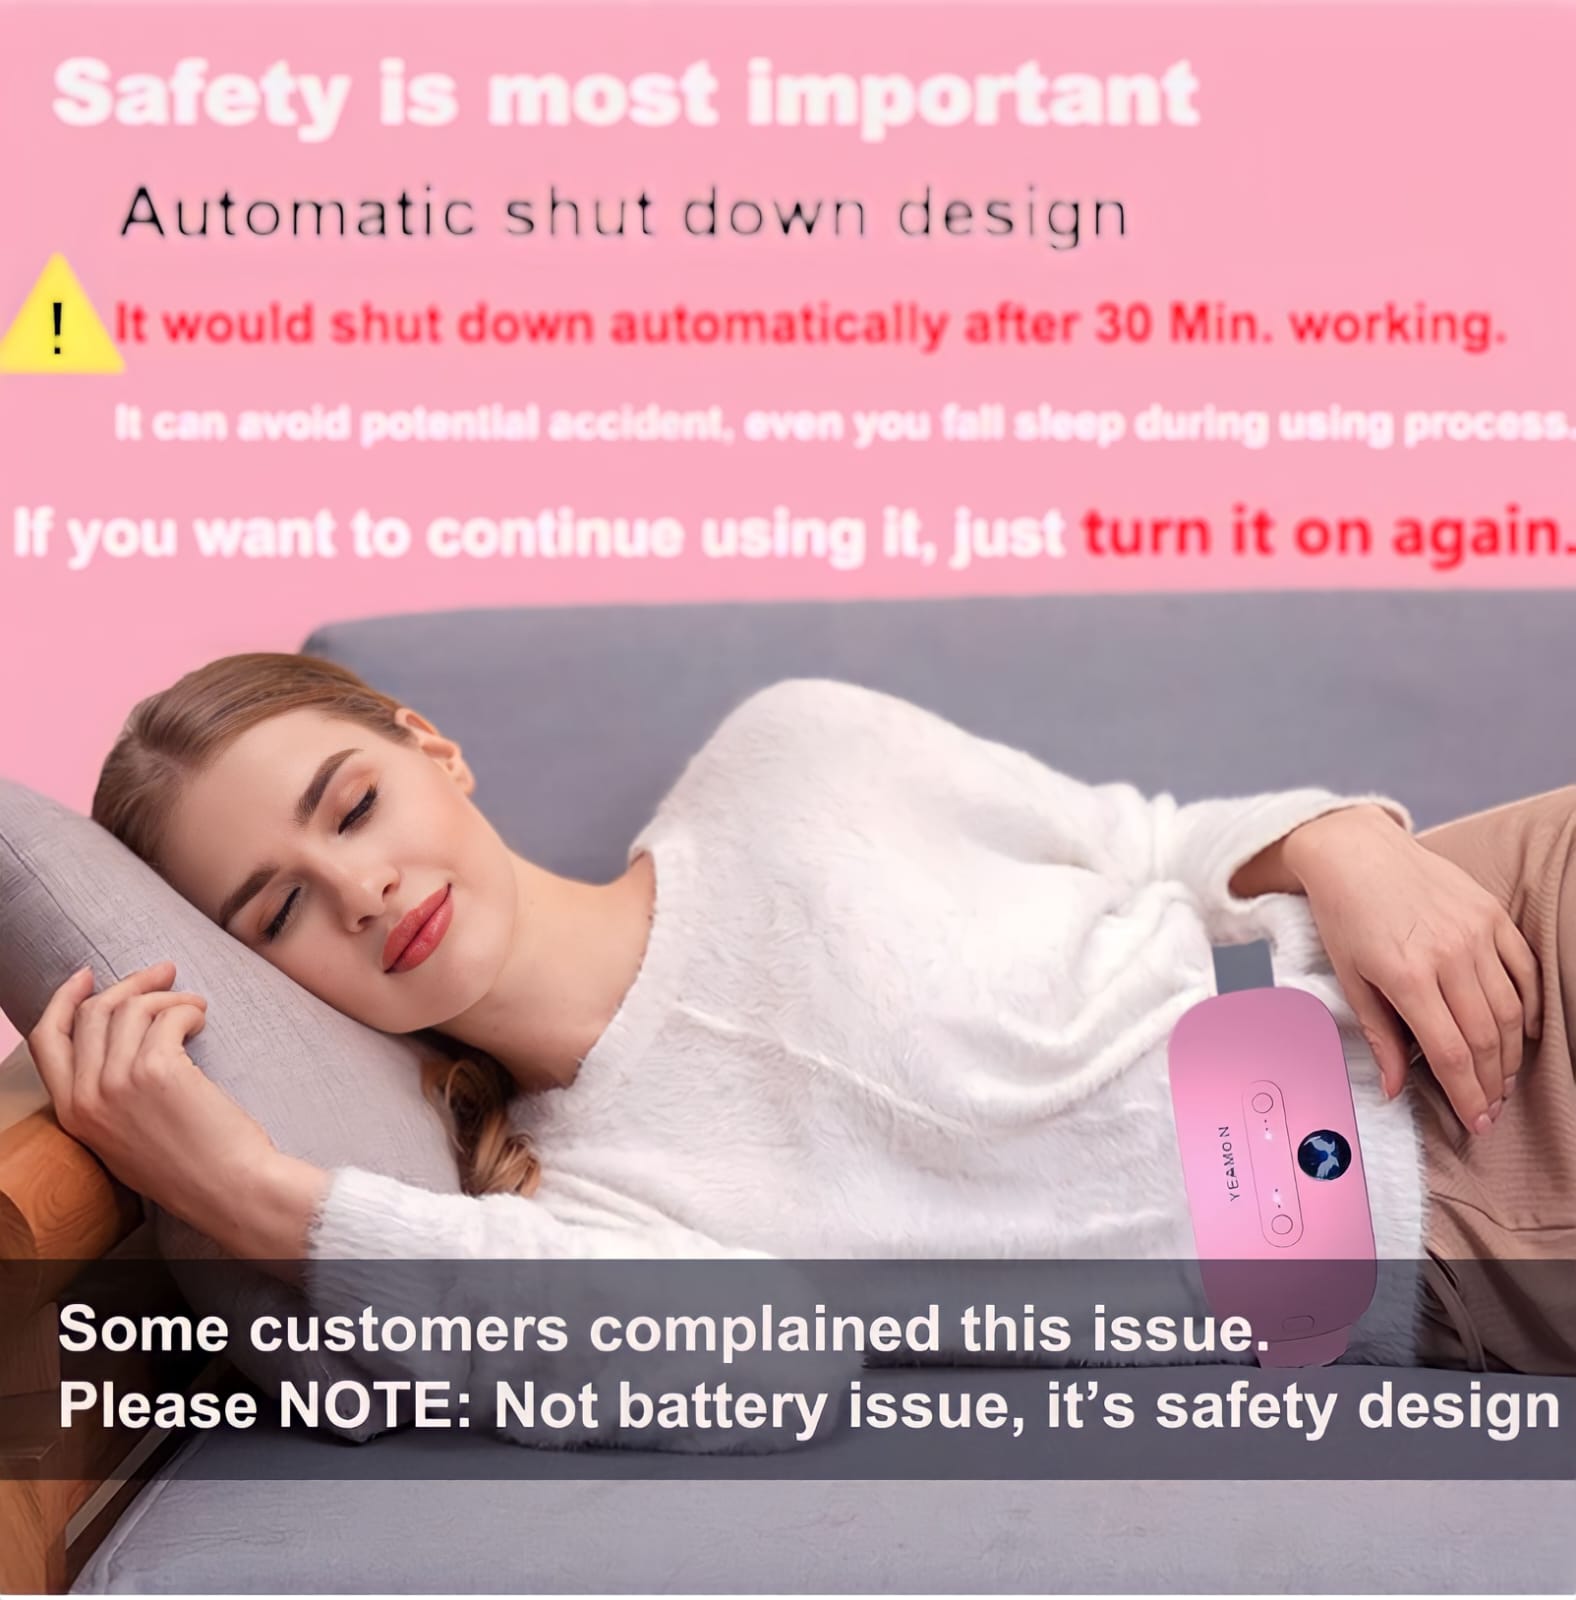 Safety is most important
Automatic shut down design
!
It would shut down automatically after 30 Min. working.
It can avoid potential accident, even you fall sleep during using process.
If you want to continue using it, just turn it on again.
YEAMON
Some customers complained this issue.
Please NOTE: Not battery issue, it’s safety design